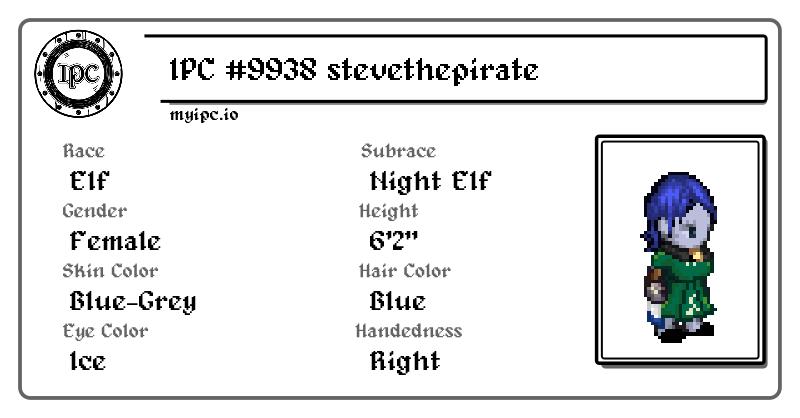 IPC
IPC #9938 stevethepirate
myipc.io
Race
Elf
Subrace
Night Elf
Gender
Female
Height
6'2"
Skin Color
Blue-Grey
Hair Color
Blue
Eye Color
Ice
Handedness
Right